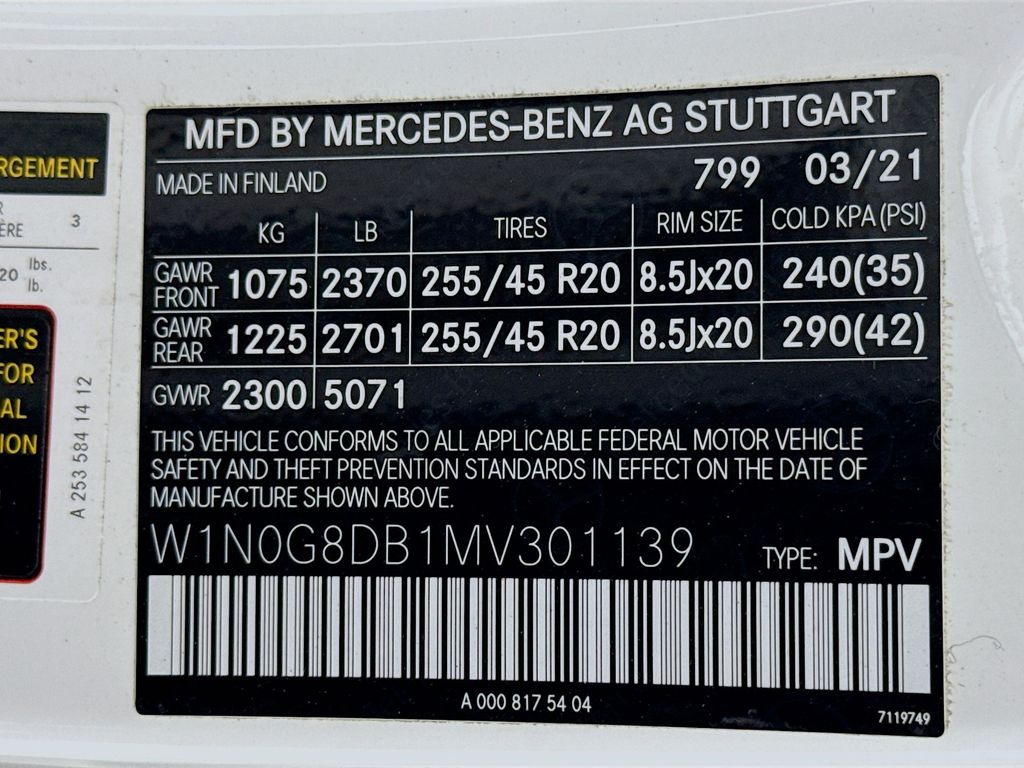 RGEMENT
R
ÈRE 3
20 lbs.
lb.
ER'S
FOR
AL
ION
A 253 584 14 12
MFD BY MERCEDES-BENZ AG STUTTGART
MADE IN FINLAND 799 03/21
KG LB TIRES RIM SIZE COLD KPA (PSI)
GAWR FRONT 1075 2370 255/45 R20 8.5Jx20 240(35)
GAWR REAR 1225 2701 255/45 R20 8.5Jx20 290(42)
GVWR 2300 5071
THIS VEHICLE CONFORMS TO ALL APPLICABLE FEDERAL MOTOR VEHICLE
SAFETY AND THEFT PREVENTION STANDARDS IN EFFECT ON THE DATE OF
MANUFACTURE SHOWN ABOVE.
W1N0G8DB1MV301139 TYPE: MPV
A 000 817 54 04
7119749